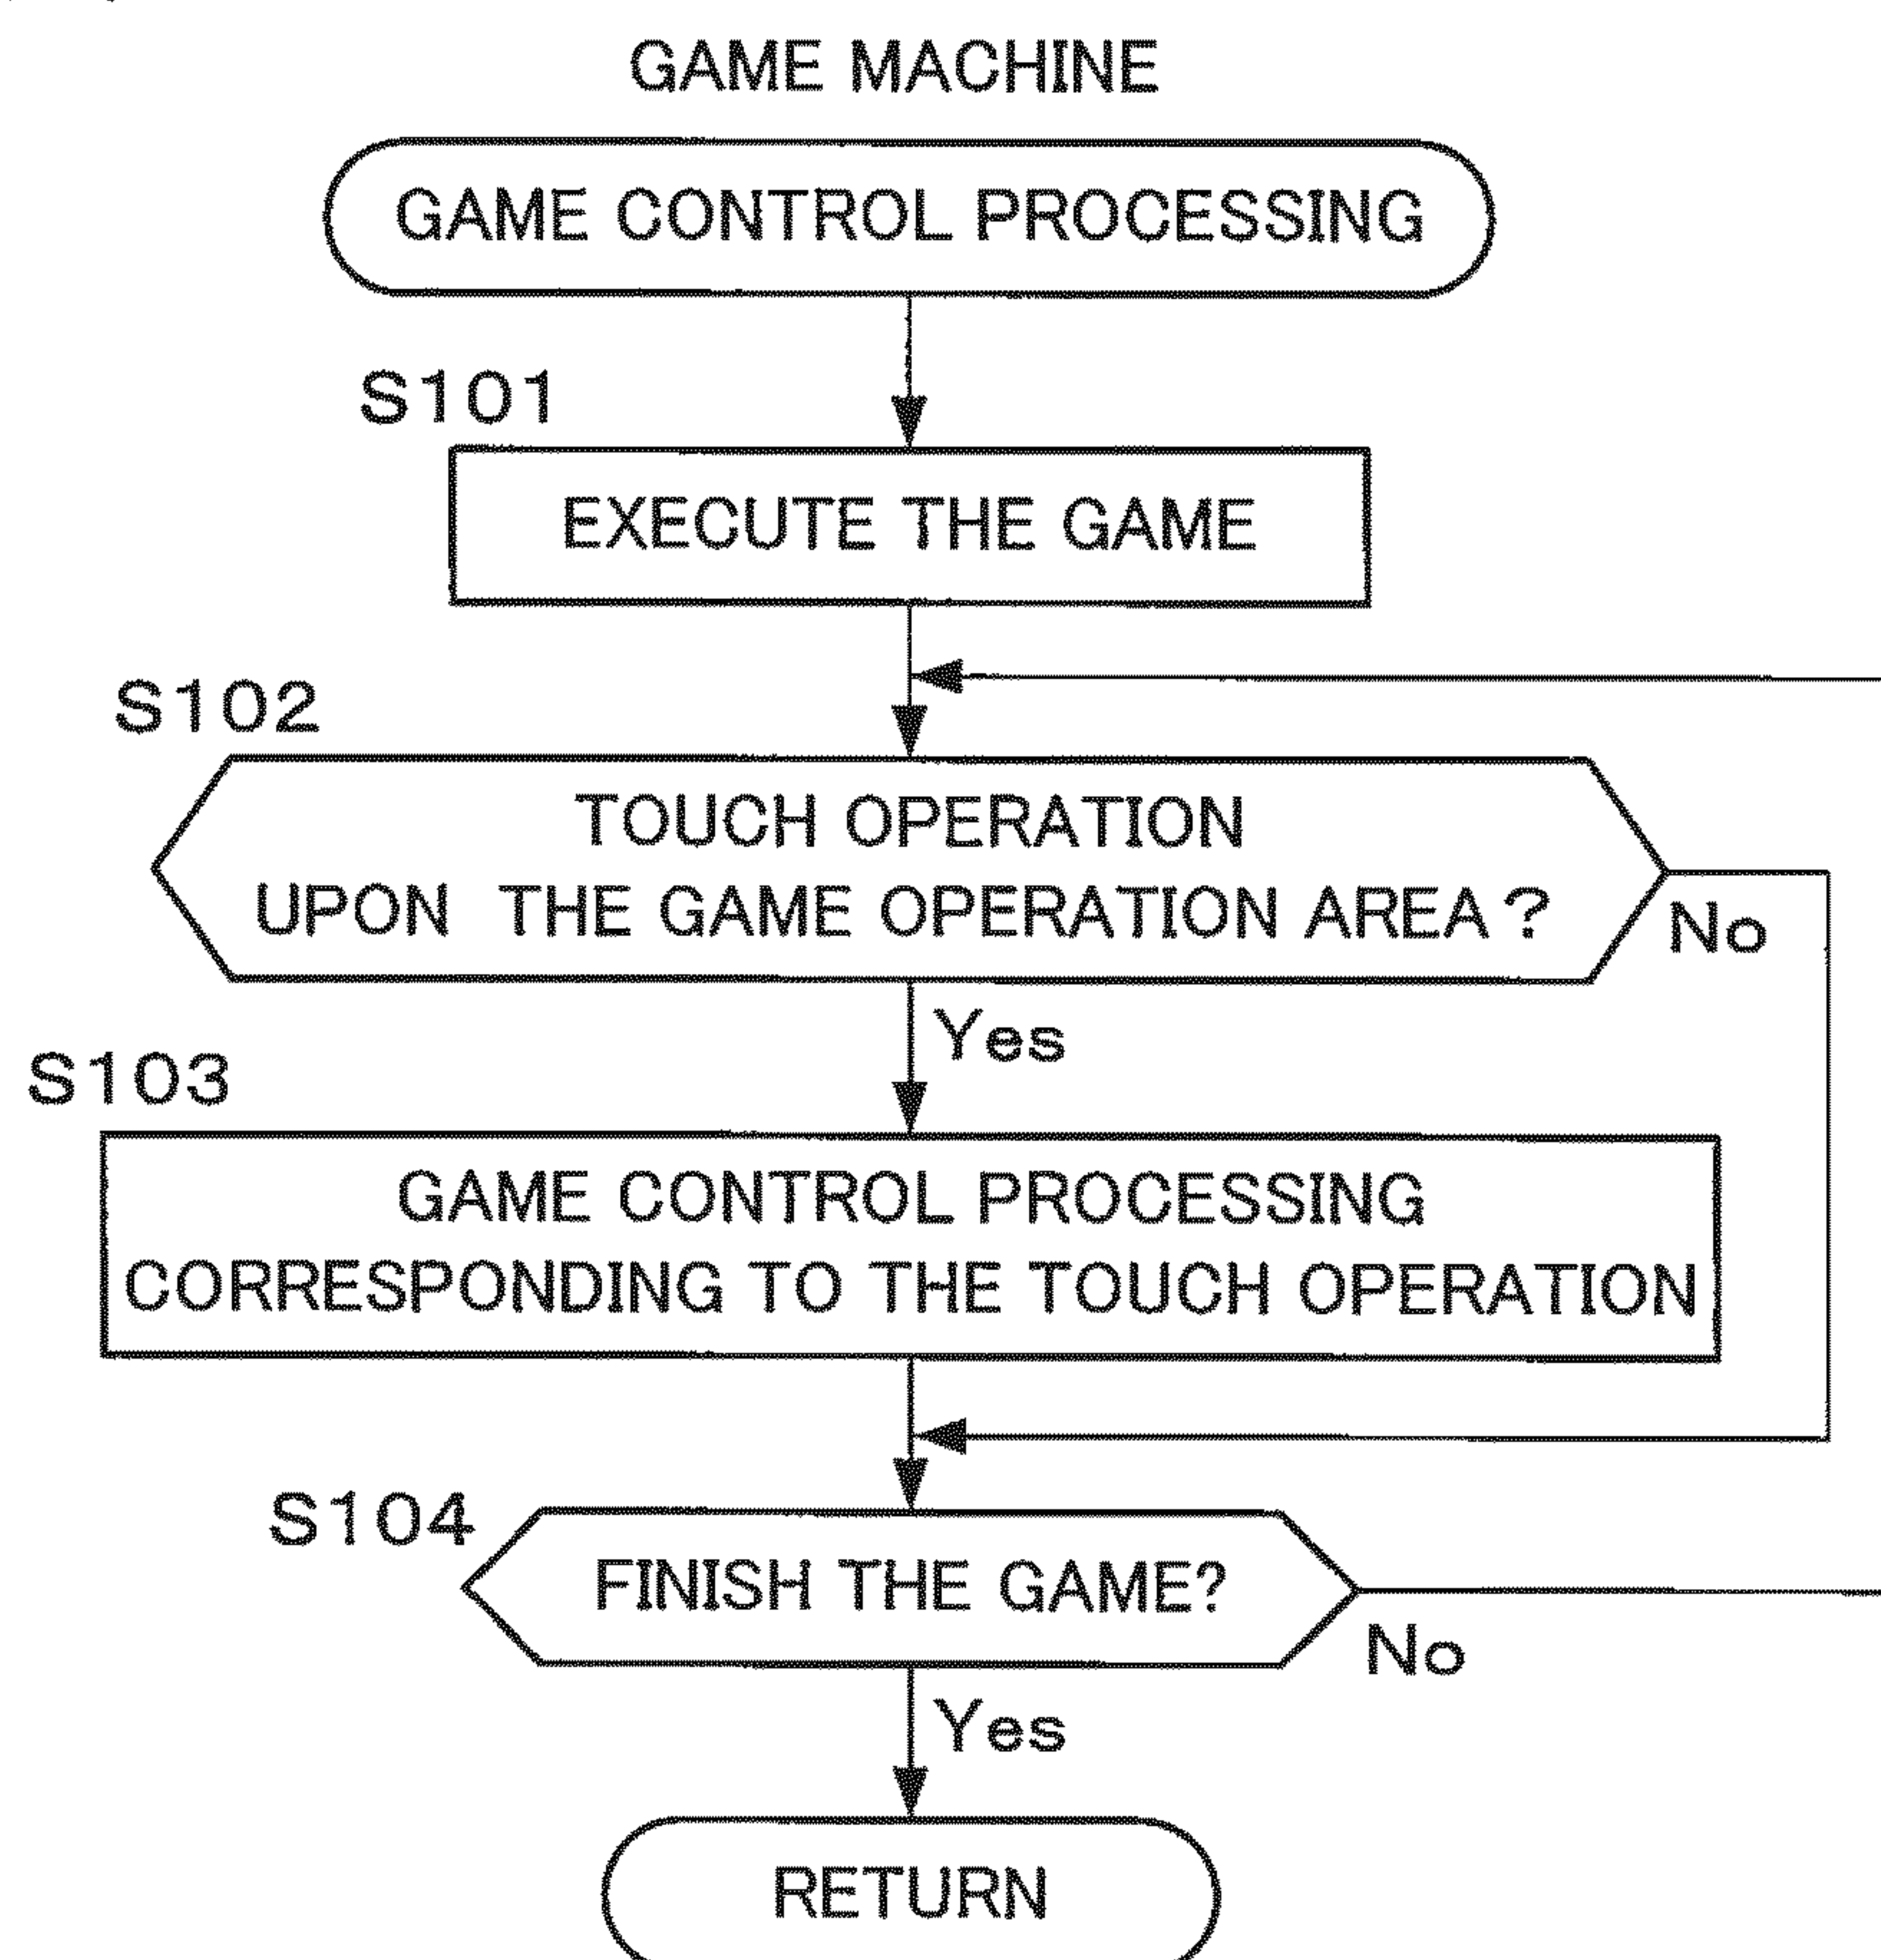 GAME MACHINE
GAME CONTROL PROCESSING
S101
EXECUTE THE GAME
S102
TOUCH OPERATION
UPON THE GAME OPERATION AREA?
No
Yes
S103
GAME CONTROL PROCESSING
CORRESPONDING TO THE TOUCH OPERATION
S104
FINISH THE GAME?
No
Yes
RETURN